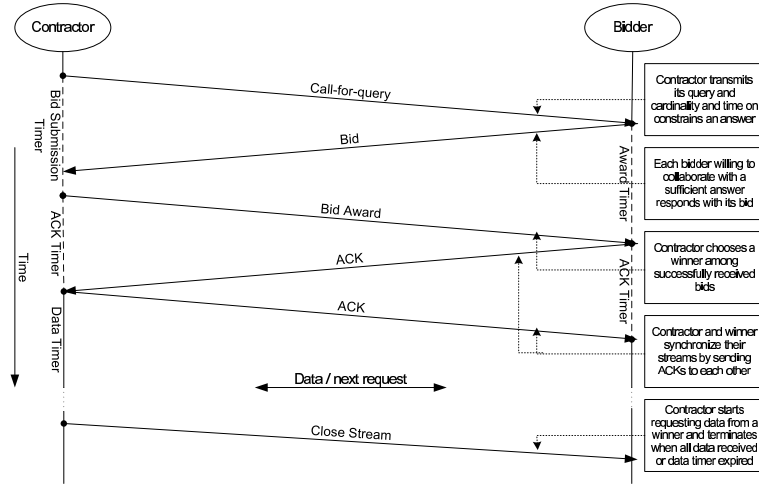 Contractor
Bidder
Call-for-query
Contractor transmits
its query and
cardinality and time on
constrains an answer
Bid Submission
Timer
Bid
Award Timer
Each bidder willing to
collaborate with a
sufficient answer
responds with its bid
Bid Award
Time
ACK Timer
ACK
ACK Timer
Contractor chooses a
winner among
successfully received
bids
ACK
Data Timer
Contractor and winner
synchronize their
streams by sending
ACKs to each other
Data / next request
Close Stream
Contractor starts
requesting data from a
winner and terminates
when all data received
or data timer expired